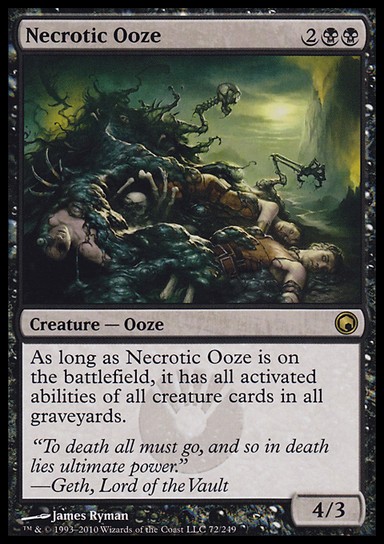 Necrotic Ooze 2
Creature — Ooze
As long as Necrotic Ooze is on
the battlefield, it has all activated
abilities of all creature cards in all
graveyards.
“To death all must go, and so in death
lies ultimate power.”
—Geth, Lord of the Vault
James Ryman
4/3
™ & © 1993–2010 Wizards of the Coast LLC 72/249